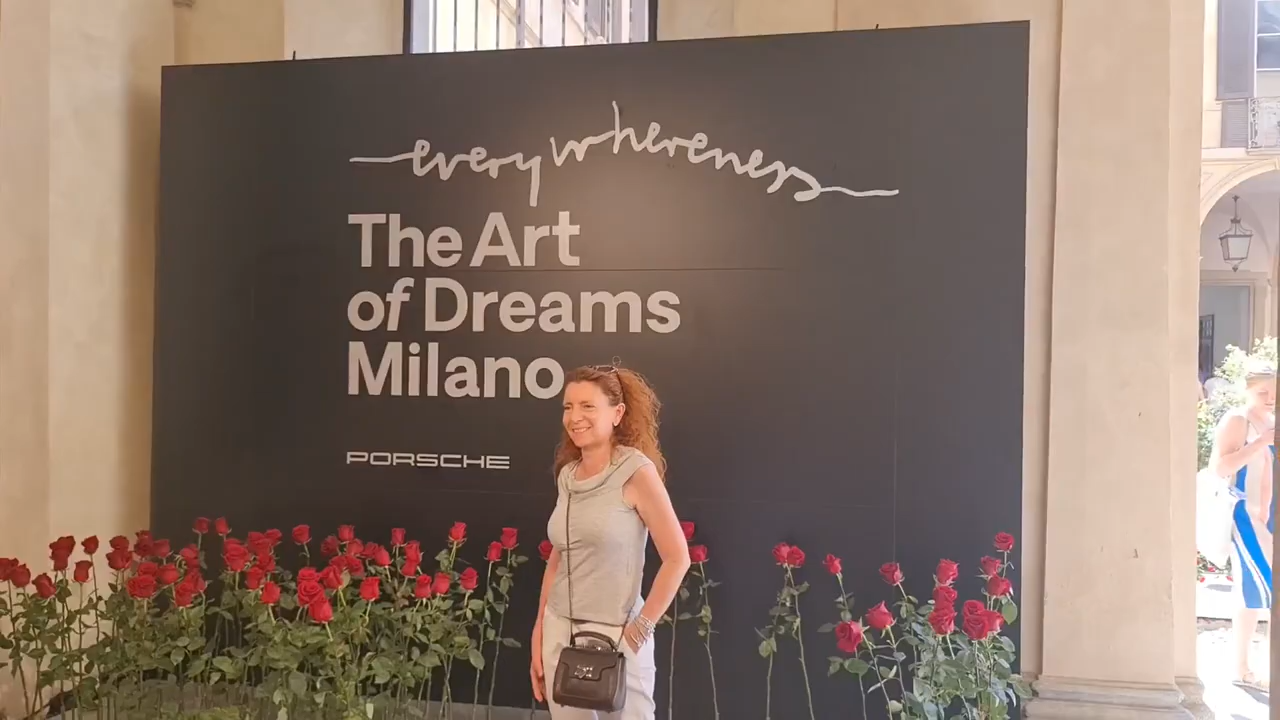 everywhereness
The Art
of Dreams
Milano
PORSCHE